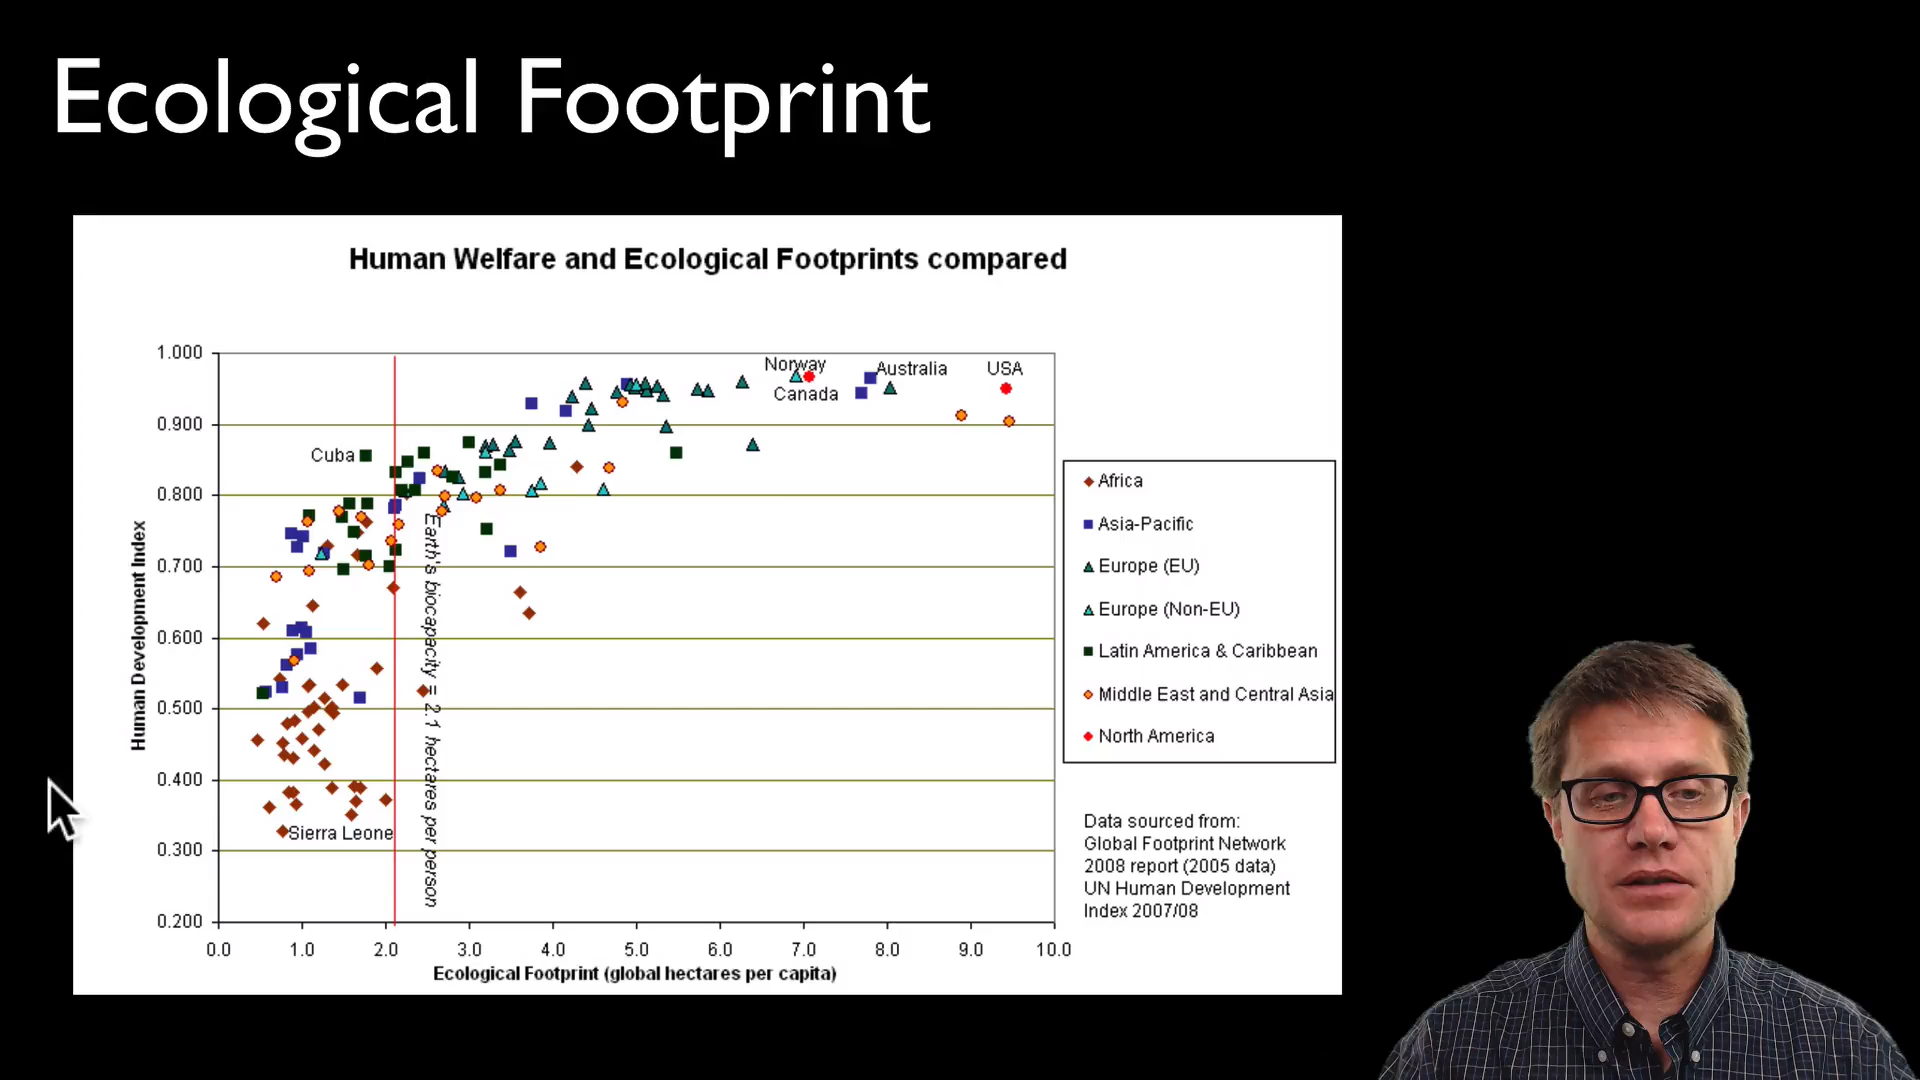 Ecological Footprint
Human Welfare and Ecological Footprints compared
1.000
0.900
0.800
0.700
0.600
0.500
0.400
0.300
0.200
Human Development Index
Norway
Canada
Australia
USA
Cuba
Sierra Leone
Earth's biocapacity = 2.1 hectares per person
0.0 1.0 2.0 3.0 4.0 5.0 6.0 7.0 8.0 9.0 10.0
Ecological Footprint (global hectares per capita)
Africa
Asia-Pacific
Europe (EU)
Europe (Non-EU)
Latin America & Caribbean
Middle East and Central Asia
North America
Data sourced from:
Global Footprint Network
2008 report (2005 data)
UN Human Development
Index 2007/08